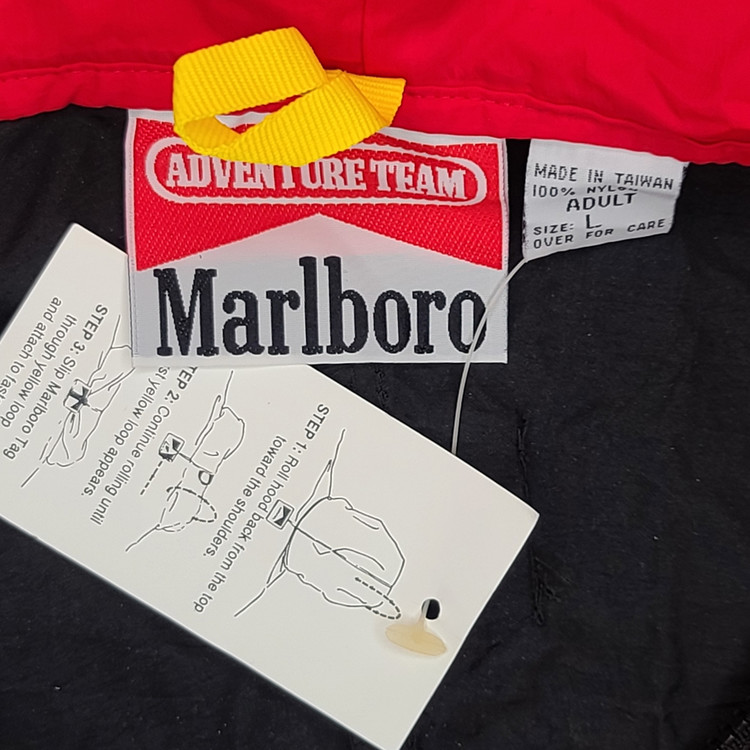 ADVENTURE TEAM
Marlboro
MADE IN TAIWAN
100% NYLON
ADULT
SIZE: L
OVER FOR CARE
STEP 1: Roll hood back from the top
toward the shoulders.
STEP 2: Continue rolling until
yellow loop appears.
STEP 3: Slip Marlboro Tag
through yellow loop
and attach to